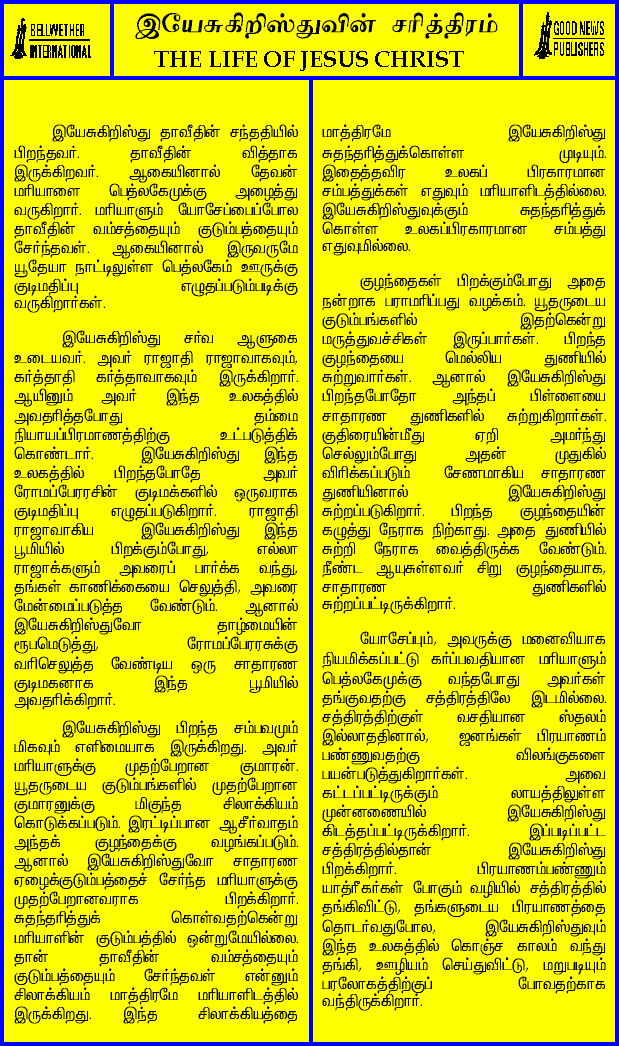 BELLWETHER
INTERNATIONAL
இயேசுகிறிஸ்துவின் சரித்திரம்
THE LIFE OF JESUS CHRIST
GOOD NEWS
PUBLISHERS
இயேசுகிறிஸ்து தாவீதின் சந்ததியில்
பிறந்தவர். தாவீதின் வித்தாக
இருக்கிறவர். ஆகையினால் தேவன்
மரியாளை பெத்லகேமுக்கு அழைத்து
வருகிறார். மரியாளும் யோசேப்பைப்போல
தாவீதின் வம்சத்தையும் குடும்பத்தையும்
சேர்ந்தவள். ஆகையினால் இருவருமே
யூதேயா நாட்டிலுள்ள பெத்லகேம் ஊருக்கு
குடிமதிப்பு எழுதப்படும்படிக்கு
வருகிறார்கள்.
இயேசுகிறிஸ்து சர்வ ஆளுகை
உடையவர். அவர் ராஜாதி ராஜாவாகவும்,
கர்த்தாதி கர்த்தாவாகவும் இருக்கிறார்.
ஆயினும் அவர் இந்த உலகத்தில்
அவதரித்தபோது தம்மை
நியாயப்பிரமாணத்திற்கு உட்படுத்திக்
கொண்டார். இயேசுகிறிஸ்து இந்த
உலகத்தில் பிறந்தபோதே அவர்
ரோமப்பேரரசின் குடிமக்களில் ஒருவராக
குடிமதிப்பு எழுதப்படுகிறார். ராஜாதி
ராஜாவாகிய இயேசுகிறிஸ்து இந்த
பூமியில் பிறக்கும்போது, எல்லா
ராஜாக்களும் அவரைப் பார்க்க வந்து,
தங்கள் காணிக்கையை செலுத்தி, அவரை
மேன்மைப்படுத்த வேண்டும். ஆனால்
இயேசுகிறிஸ்துவோ தாழ்மையின்
ரூபமெடுத்து, ரோமப்பேரரசுக்கு
வரிசெலுத்த வேண்டிய ஒரு சாதாரண
குடிமகனாக இந்த பூமியில்
அவதரிக்கிறார்.
இயேசுகிறிஸ்து பிறந்த சம்பவமும்
மிகவும் எளிமையாக இருக்கிறது. அவர்
மரியாளுக்கு முதற்பேறான குமாரன்.
யூதருடைய குடும்பங்களில் முதற்பேறான
குமாரனுக்கு மிகுந்த சிலாக்கியம்
கொடுக்கப்படும். இரட்டிப்பான ஆசீர்வாதம்
அந்தக் குழந்தைக்கு வழங்கப்படும்.
ஆனால் இயேசுகிறிஸ்துவோ சாதாரண
ஏழைக்குடும்பத்தைச் சேர்ந்த மரியாளுக்கு
முதற்பேறானவராக பிறக்கிறார்.
சுதந்தரித்துக் கொள்வதற்கென்று
மரியாளின் குடும்பத்தில் ஒன்றுமேயில்லை.
தான் தாவீதின் வம்சத்தையும்
குடும்பத்தையும் சேர்ந்தவள் என்னும்
சிலாக்கியம் மாத்திரமே மரியாளிடத்தில்
இருக்கிறது. இந்த சிலாக்கியத்தை
மாத்திரமே இயேசுகிறிஸ்து
சுதந்தரித்துக்கொள்ள முடியும்.
இதைத்தவிர உலகப் பிரகாரமான
சம்பத்துக்கள் எதுவும் மரியாளிடத்தில்லை.
இயேசுகிறிஸ்துவுக்கும் சுதந்தரித்துக்
கொள்ள உலகப்பிரகாரமான சம்பத்து
எதுவுமில்லை.
குழந்தைகள் பிறக்கும்போது அதை
நன்றாக பராமரிப்பது வழக்கம். யூதருடைய
குடும்பங்களில் இதற்கென்று
மருத்துவச்சிகள் இருப்பார்கள். பிறந்த
குழந்தையை மெல்லிய துணியில்
சுற்றுவார்கள். ஆனால் இயேசுகிறிஸ்து
பிறந்தபோதோ அந்தப் பிள்ளையை
சாதாரண துணிகளில் சுற்றுகிறார்கள்.
குதிரையின்மீது ஏறி அமர்ந்து
செல்லும்போது அதன் முதுகில்
விரிக்கப்படும் சேணமாகிய சாதாரண
துணியினால் இயேசுகிறிஸ்து
சுற்றப்படுகிறார். பிறந்த குழந்தையின்
கழுத்து நேராக நிற்காது. அதை துணியில்
சுற்றி நேராக வைத்திருக்க வேண்டும்.
நீண்ட ஆயுசுள்ளவர் சிறு குழந்தையாக,
சாதாரண துணிகளில்
சுற்றப்பட்டிருக்கிறார்.
யோசேப்பும், அவருக்கு மனைவியாக
நியமிக்கப்பட்டு கர்ப்பவதியான மரியாளும்
பெத்லகேமுக்கு வந்தபோது அவர்கள்
தங்குவதற்கு சத்திரத்திலே இடமில்லை.
சத்திரத்திற்குள் வசதியான ஸ்தலம்
இல்லாததினால், ஜனங்கள் பிரயாணம்
பண்ணுவதற்கு விலங்குகளை
பயன்படுத்துகிறார்கள். அவை
கட்டப்பட்டிருக்கும் லாயத்திலுள்ள
முன்னணையில் இயேசுகிறிஸ்து
கிடத்தப்பட்டிருக்கிறார். இப்படிப்பட்ட
சத்திரத்தில்தான் இயேசுகிறிஸ்து
பிறக்கிறார். பிரயாணம்பண்ணும்
யாத்ரீகர்கள் போகும் வழியில் சத்திரத்தில்
தங்கிவிட்டு, தங்களுடைய பிரயாணத்தை
தொடர்வதுபோல, இயேசுகிறிஸ்துவும்
இந்த உலகத்தில் கொஞ்ச காலம் வந்து
தங்கி, ஊழியம் செய்துவிட்டு, மறுபடியும்
பரலோகத்திற்குப் போவதற்காக
வந்திருக்கிறார்.